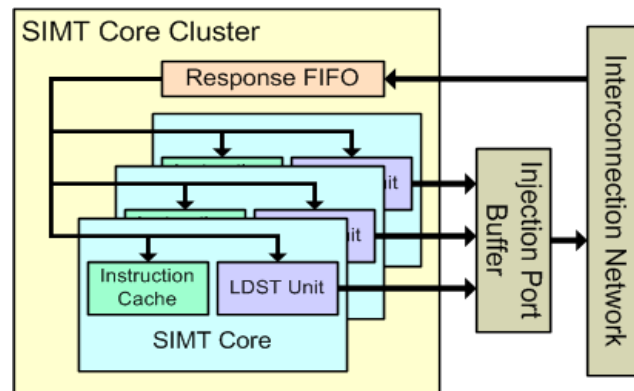 SIMT Core Cluster
Response FIFO
Instruction
Cache
LDST Unit
SIMT Core
Injection Port
Buffer
Interconnection Network